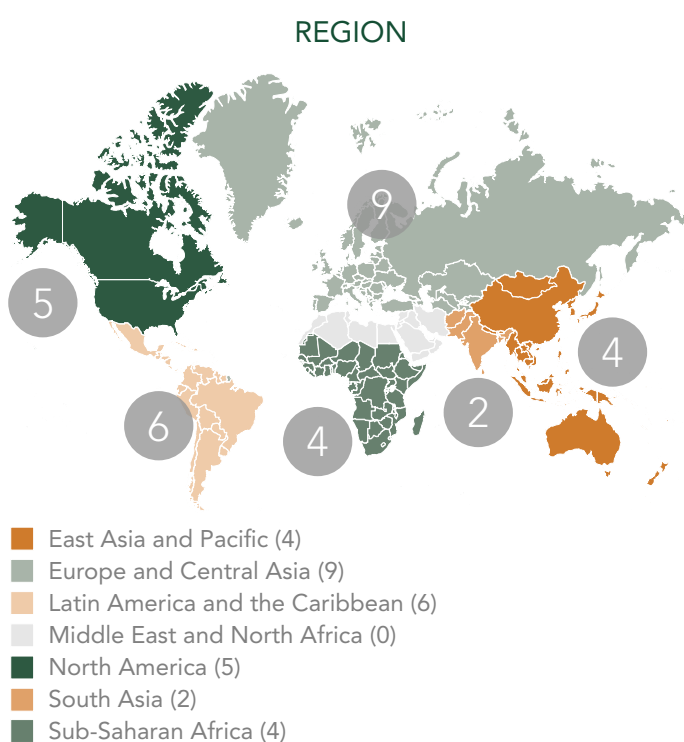 REGION
9
5
4
2
6
4
East Asia and Pacific (4)
Europe and Central Asia (9)
Latin America and the Caribbean (6)
Middle East and North Africa (0)
North America (5)
South Asia (2)
Sub-Saharan Africa (4)